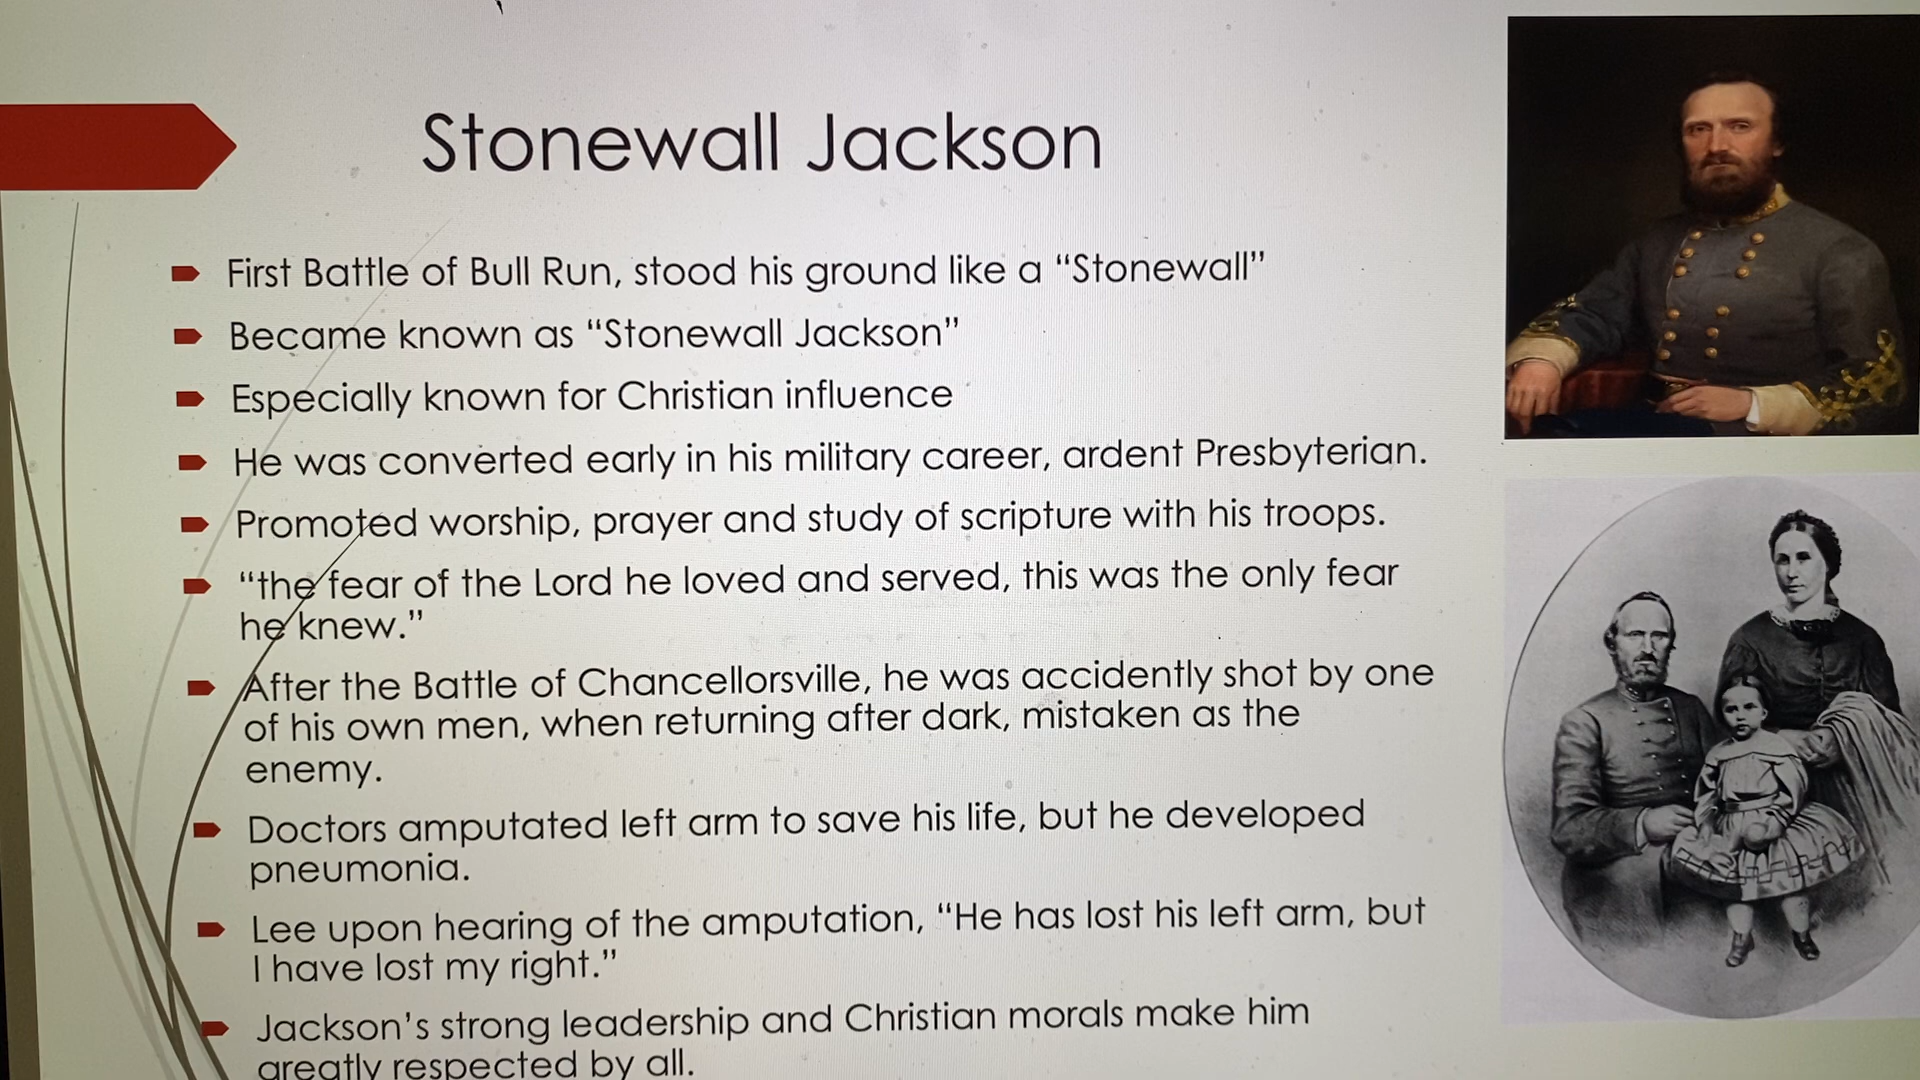 Stonewall Jackson
First Battle of Bull Run, stood his ground like a “Stonewall”
Became known as “Stonewall Jackson”
Especially known for Christian influence
He was converted early in his military career, ardent Presbyterian.
Promoted worship, prayer and study of scripture with his troops.
“the fear of the Lord he loved and served, this was the only fear
he knew.”
After the Battle of Chancellorsville, he was accidently shot by one
of his own men, when returning after dark, mistaken as the
enemy.
Doctors amputated left arm to save his life, but he developed
pneumonia.
Lee upon hearing of the amputation, “He has lost his left arm, but
I have lost my right.”
Jackson’s strong leadership and Christian morals make him
greatly respected by all.